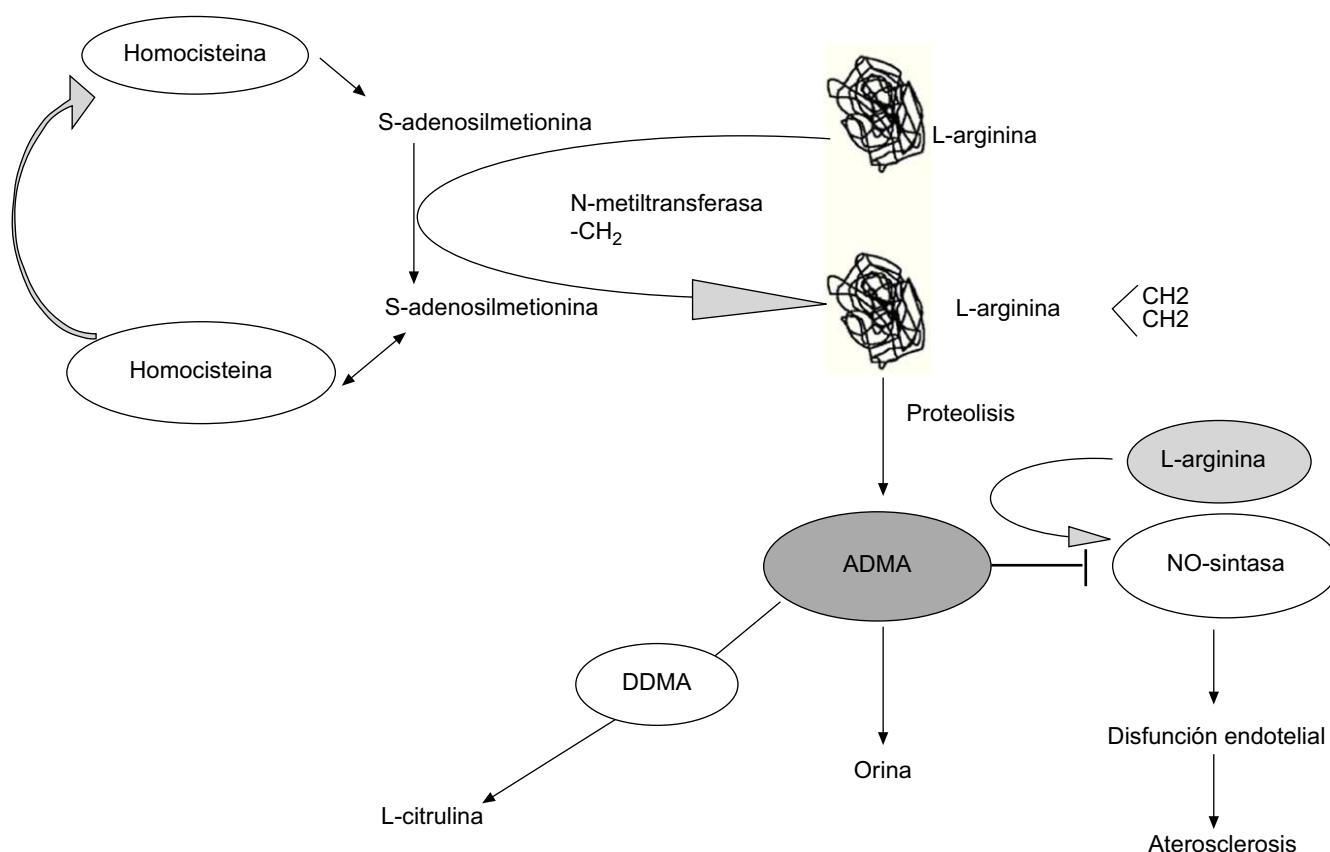 Homocisteina
S-adenosilmetionina
L-arginina
N-metiltransferasa
-CH₂
S-adenosilmetionina
L-arginina
CH2
CH2
Homocisteina
Proteolisis
L-arginina
ADMA
NO-sintasa
DDMA
Disfunción endotelial
Orina
L-citrulina
Aterosclerosis